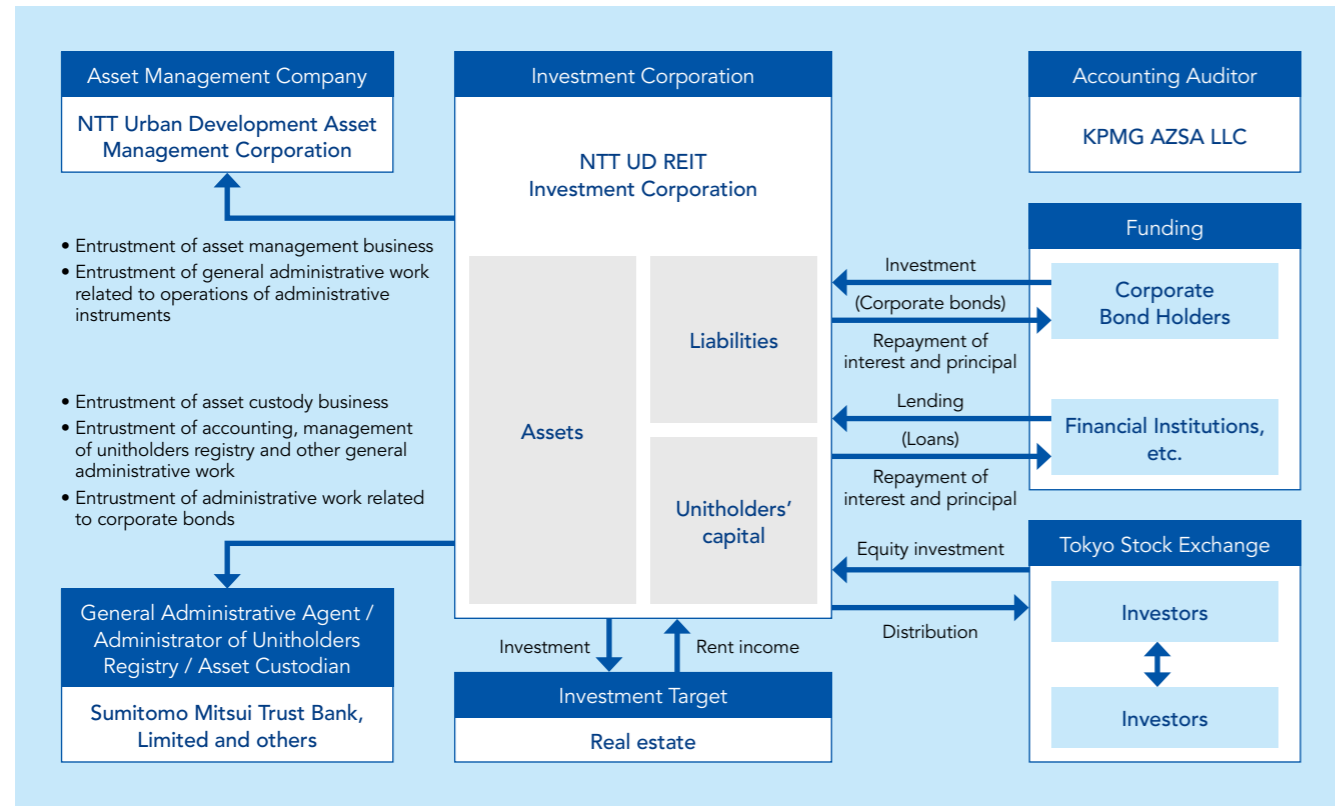 Asset Management Company
NTT Urban Development Asset
Management Corporation
• Entrustment of asset management business
• Entrustment of general administrative work
related to operations of administrative
instruments
• Entrustment of asset custody business
• Entrustment of accounting, management
of unitholders registry and other general
administrative work
• Entrustment of administrative work related
to corporate bonds
General Administrative Agent /
Administrator of Unitholders
Registry / Asset Custodian
Sumitomo Mitsui Trust Bank,
Limited and others
Investment Corporation
NTT UD REIT
Investment Corporation
Assets
Liabilities
Unitholders’
capital
Investment
Rent income
Investment Target
Real estate
Investment
(Corporate bonds)
Repayment of
interest and principal
Lending
(Loans)
Repayment of
interest and principal
Equity investment
Distribution
Accounting Auditor
KPMG AZSA LLC
Funding
Corporate
Bond Holders
Financial Institutions,
etc.
Tokyo Stock Exchange
Investors
Investors